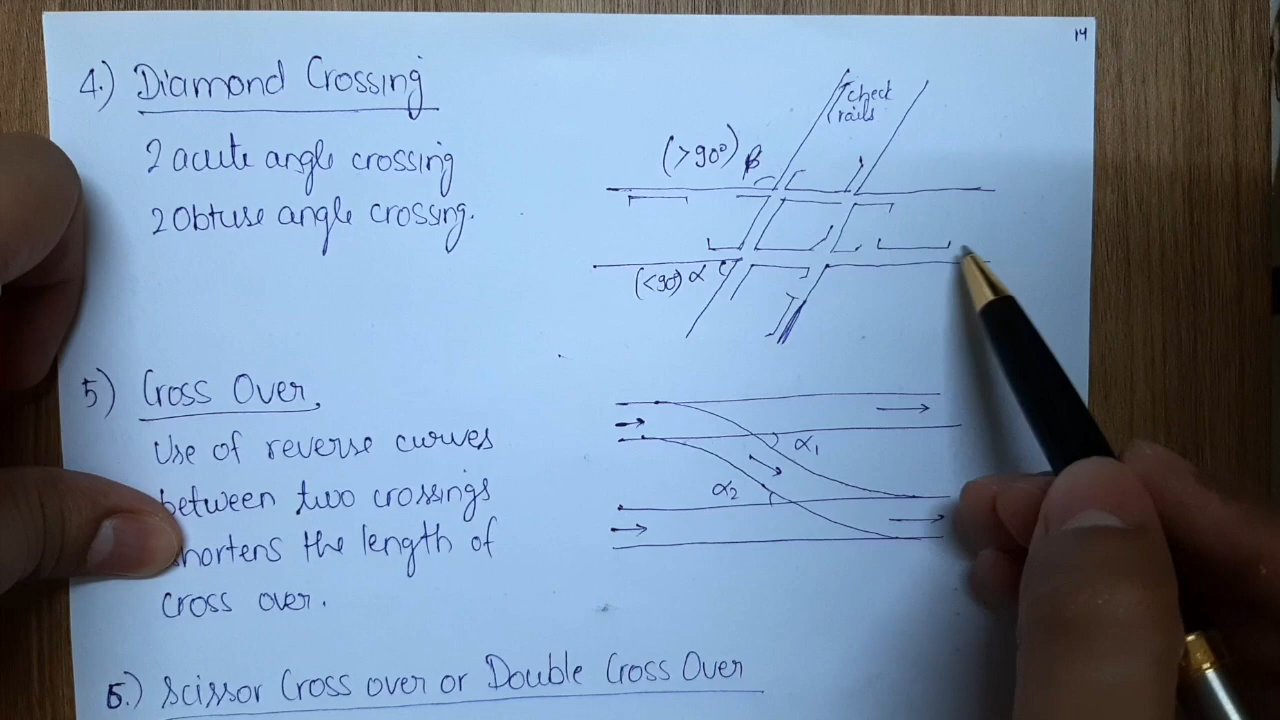 14
4.) Diamond Crossing
2 acute angle crossing
2 Obtuse angle crossing.
check
rails
(>90°) β
(<90°) α
5) Cross Over,
Use of reverse curves
between two crossings
shortens the length of
cross over.
α1
α2
6.) Scissor Cross over or Double Cross Over